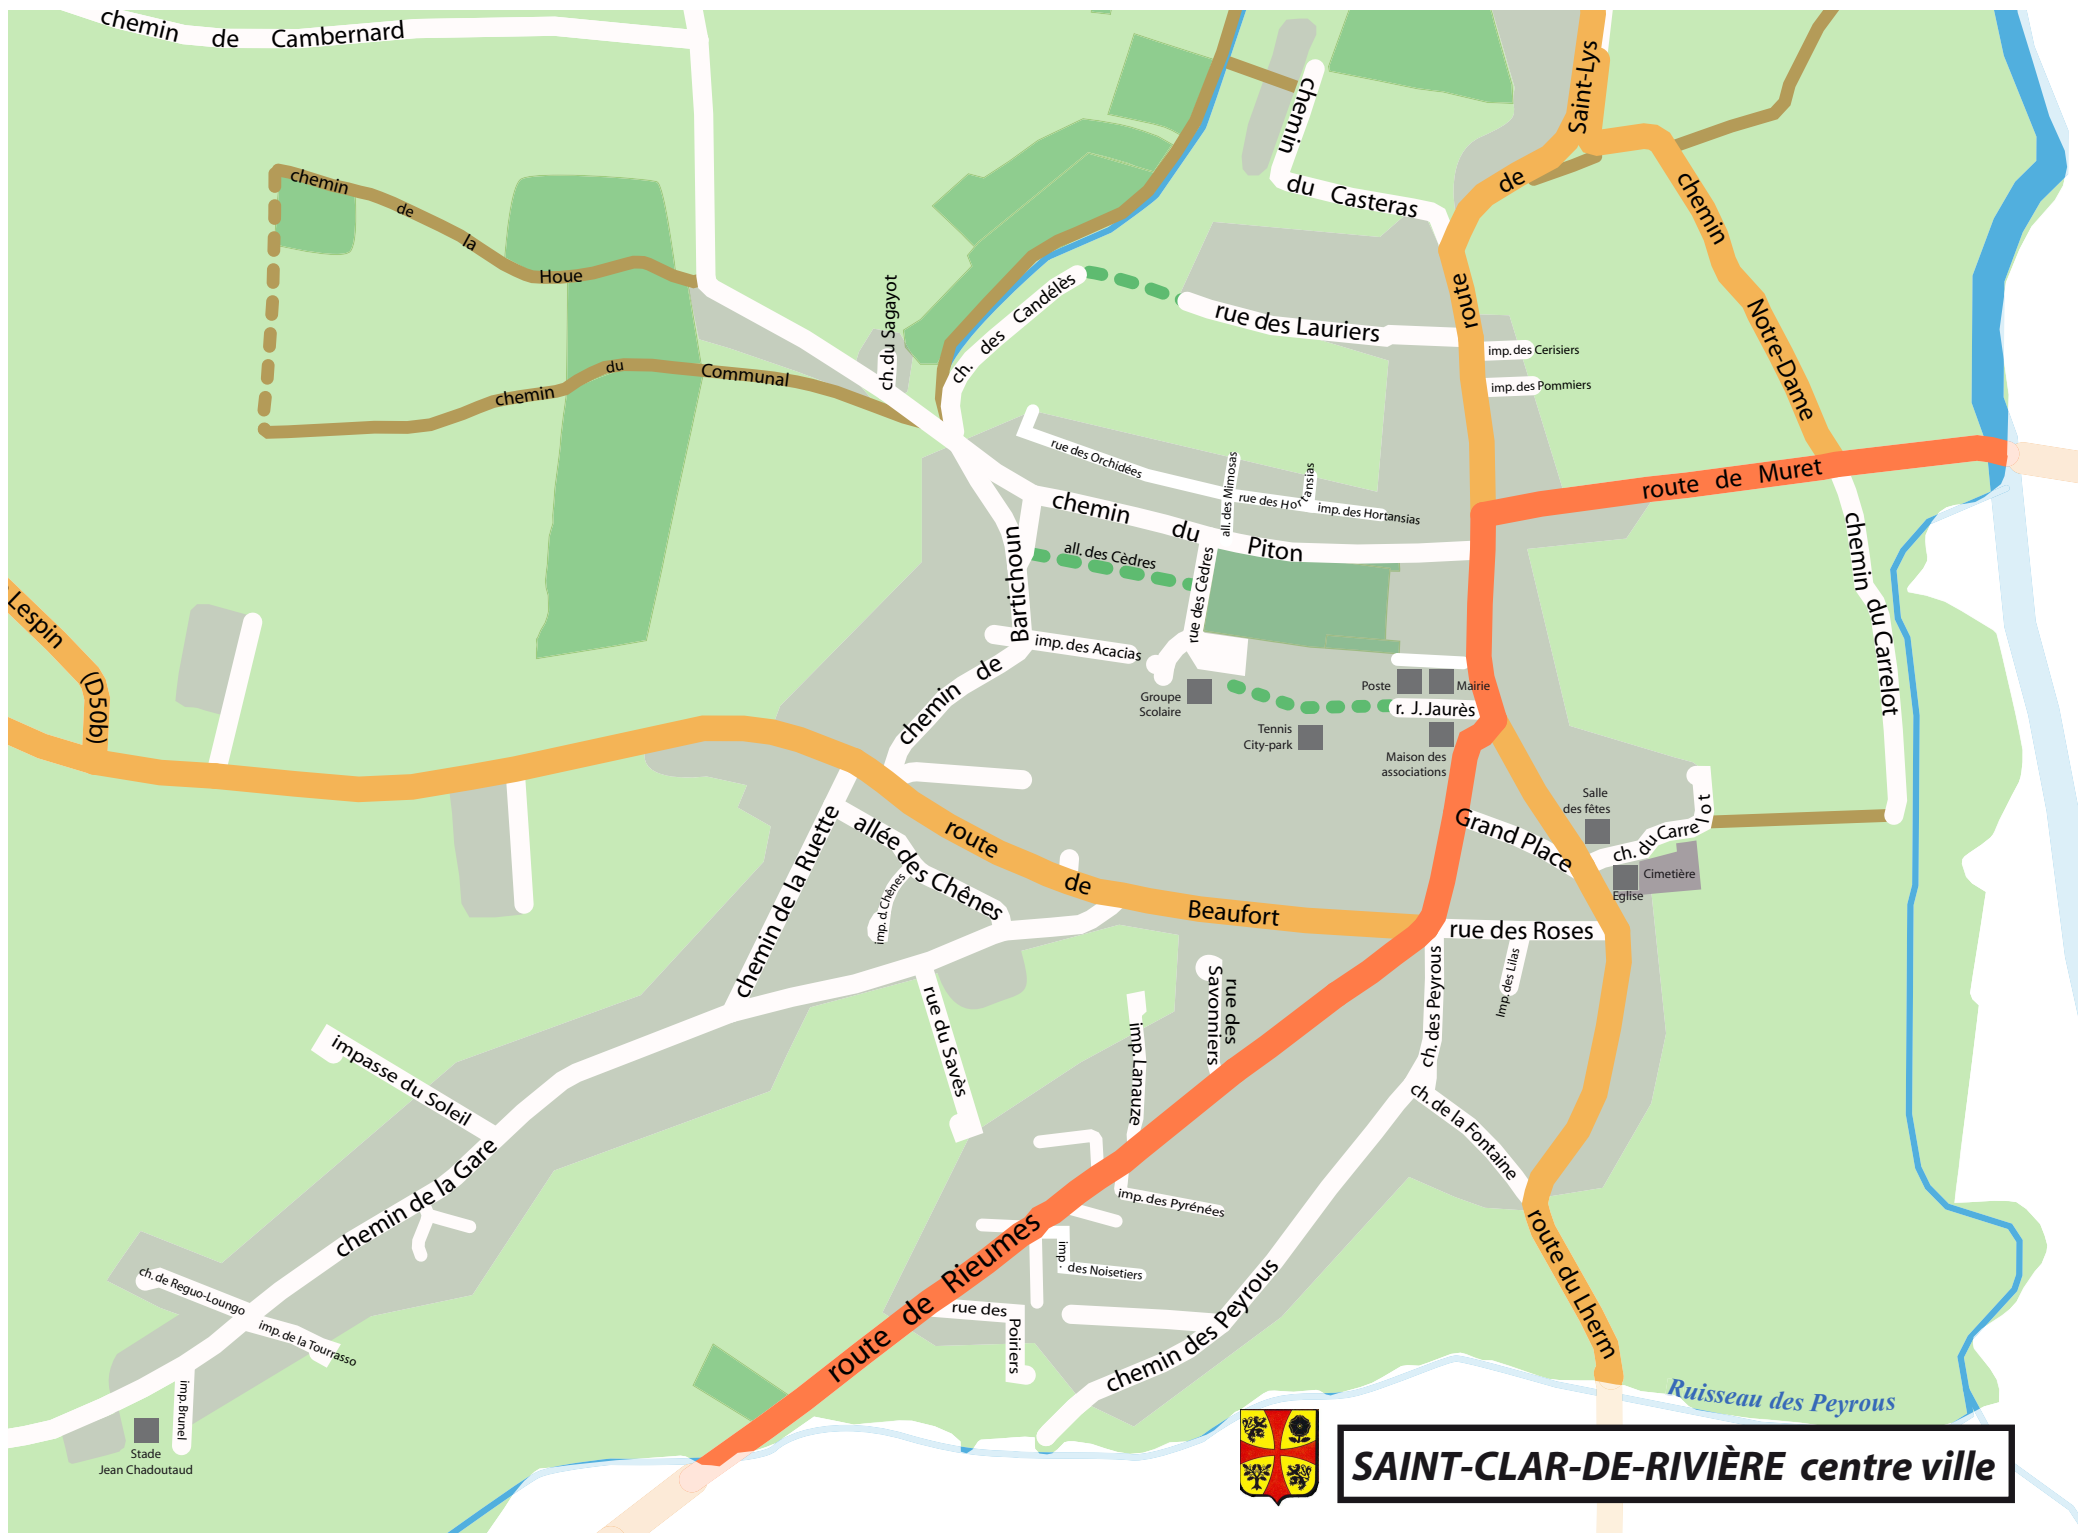 chemin de Cambernard
Saint-Lys
chemin
du Casteras
de
route
chemin
Notre-Dame
chemin
de
la
Houe
ch. du Sagayot
ch. des Candélès
rue des Lauriers
imp. des Cerisiers
imp. des Pommiers
chemin
du
Communal
rue des Orchidées
all. des Mimosas
rue des Hortansias
imp. des Hortansias
route de Muret
chemin du Piton
all. des Cèdres
rue des Cèdres
chemin du Carrelot
Bartichoun
chemin de
imp. des Acacias
Lespin
(D50b)
Groupe
Scolaire
Poste
Mairie
r. J.Jaurès
Tennis
City-park
Maison des
associations
Salle
des fêtes
Grand Place
ch. du Carrelot
Cimetière
Eglise
chemin de la Ruette
allée des Chênes
imp. d. Chênes
route
de
Beaufort
rue des Roses
Imp. des Lilas
ch. des Peyrous
rue des
Savonniers
imp. Lanauze
rue du Savès
impasse du Soleil
ch. de la Fontaine
chemin de la Gare
imp. des Pyrénées
route de Rieumes
imp. des Noisetiers
route du Lherm
ch. de Reguo-Loungo
imp. de la Tourrasso
rue des
Poiriers
chemin des Peyrous
imp. Brunel
Stade
Jean Chadoutaud
Ruisseau des Peyrous
SAINT-CLAR-DE-RIVIÈRE centre ville